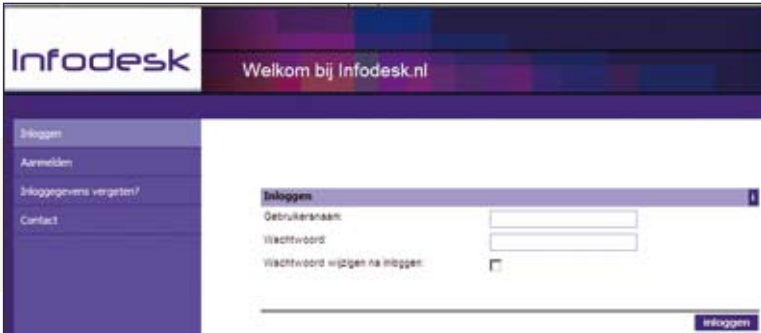 Infodesk
Welkom bij Infodesk.nl
Inloggen
Aanmelden
Inloggegevens vergeten?
Contact
Inloggen
i
Gebruikersnaam:
Wachtwoord:
Wachtwoord wijzigen na inloggen:
inloggen